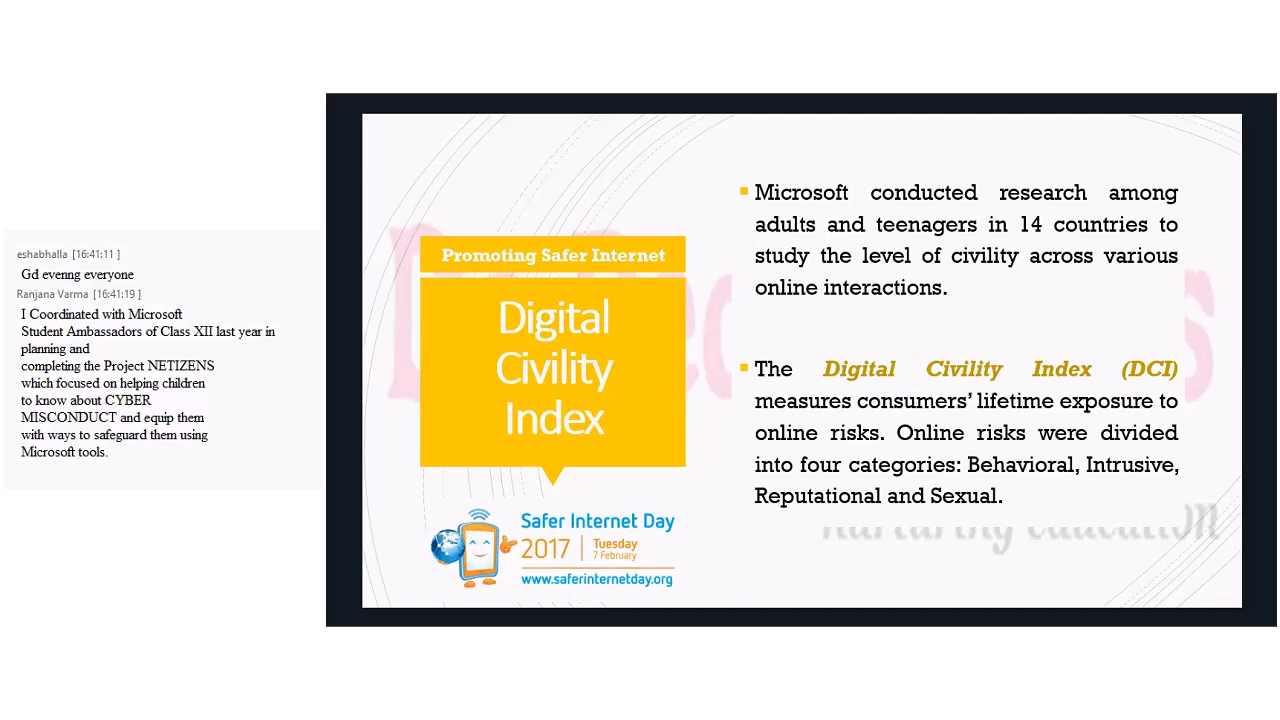 eshabhalla [16:41:11 ]
Gd evenng everyone
Ranjana Varma [16:41:19 ]
I Coordinated with Microsoft
Student Ambassadors of Class XII last year in
planning and
completing the Project NETIZENS
which focused on helping children
to know about CYBER
MISCONDUCT and equip them
with ways to safeguard them using
Microsoft tools.
Promoting Safer Internet
Digital
Civility
Index
Safer Internet Day
2017 | Tuesday
7 February
www.saferinternetday.org
Microsoft conducted research among
adults and teenagers in 14 countries to
study the level of civility across various
online interactions.
The Digital Civility Index (DCI)
measures consumers’ lifetime exposure to
online risks. Online risks were divided
into four categories: Behavioral, Intrusive,
Reputational and Sexual.